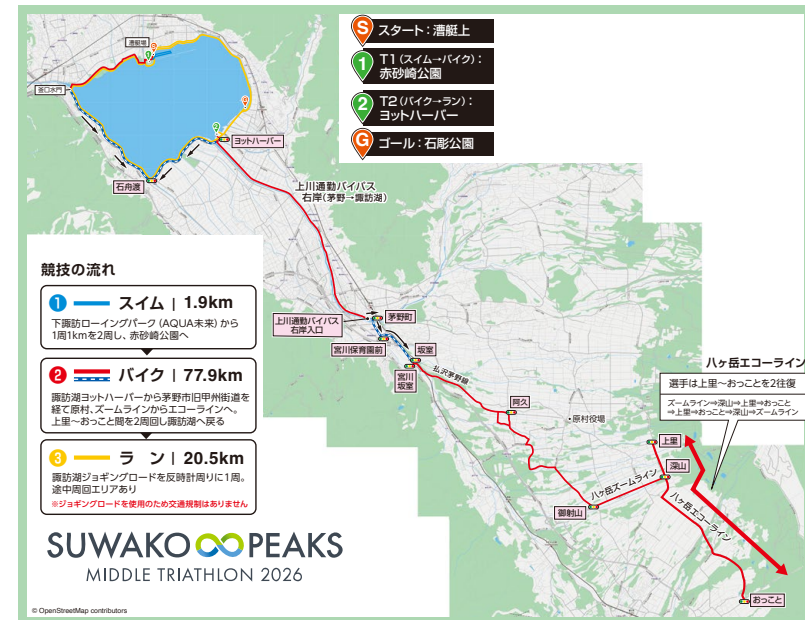 S スタート:漕艇上
1 T1(スイム→バイク):
赤砂崎公園
2 T2(バイク→ラン):
ヨットハーバー
G ゴール:石彫公園
漕艇場
釜口水門
ヨットハーバー
石舟渡
上川通勤バイパス
右岸(茅野→諏訪湖)
上川通勤バイパス
右岸入口
茅野町
宮川保育園前
坂室
宮川
坂室
払沢茅野線
阿久
・原村役場
八ヶ岳ズームライン
御射山
上里
深山
八ヶ岳エコーライン
おっこと
八ヶ岳エコーライン
選手は上里~おっことを2往復
ズームライン⇒深山⇒上里⇒おっこと
⇒上里⇒おっこと⇒深山⇒ズームライン
競技の流れ
1 スイム | 1.9km
下諏訪ローイングパーク(AQUA未来)から
1周1kmを2周し、赤砂崎公園へ
2 バイク | 77.9km
諏訪湖ヨットハーバーから茅野市旧甲州街道を
経て原村、ズームラインからエコーラインへ。
上里~おっこと間を2周回し諏訪湖へ戻る
3 ラン | 20.5km
諏訪湖ジョギングロードを反時計周りに1周。
途中周回エリアあり
※ジョギングロードを使用のため交通規制はありません
SUWAKO PEAKS
MIDDLE TRIATHLON 2026
© OpenStreetMap contributors